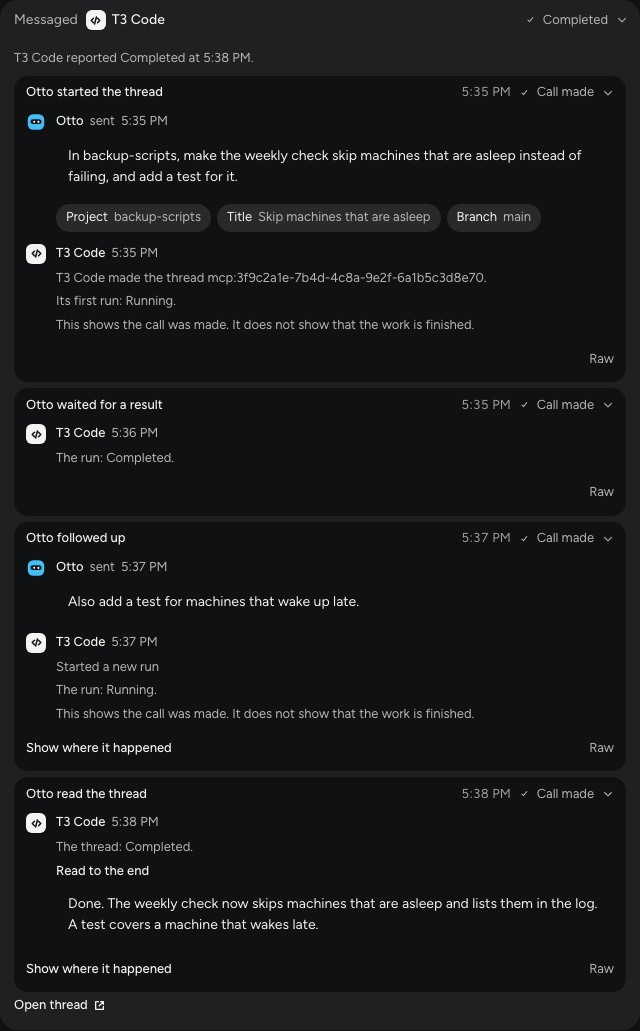 Messaged T3 Code Completed
T3 Code reported Completed at 5:38 PM.
Otto started the thread 5:35 PM Call made
Otto sent 5:35 PM
In backup-scripts, make the weekly check skip machines that are asleep instead of
failing, and add a test for it.
Project backup-scripts Title Skip machines that are asleep Branch main
T3 Code 5:35 PM
T3 Code made the thread mcp:3f9c2a1e-7b4d-4c8a-9e2f-6a1b5c3d8e70.
Its first run: Running.
This shows the call was made. It does not show that the work is finished.
Raw
Otto waited for a result 5:35 PM Call made
T3 Code 5:36 PM
The run: Completed.
Raw
Otto followed up 5:37 PM Call made
Otto sent 5:37 PM
Also add a test for machines that wake up late.
T3 Code 5:37 PM
Started a new run
The run: Running.
This shows the call was made. It does not show that the work is finished.
Show where it happened Raw
Otto read the thread 5:38 PM Call made
T3 Code 5:38 PM
The thread: Completed.
Read to the end
Done. The weekly check now skips machines that are asleep and lists them in the log.
A test covers a machine that wakes late.
Show where it happened Raw
Open thread